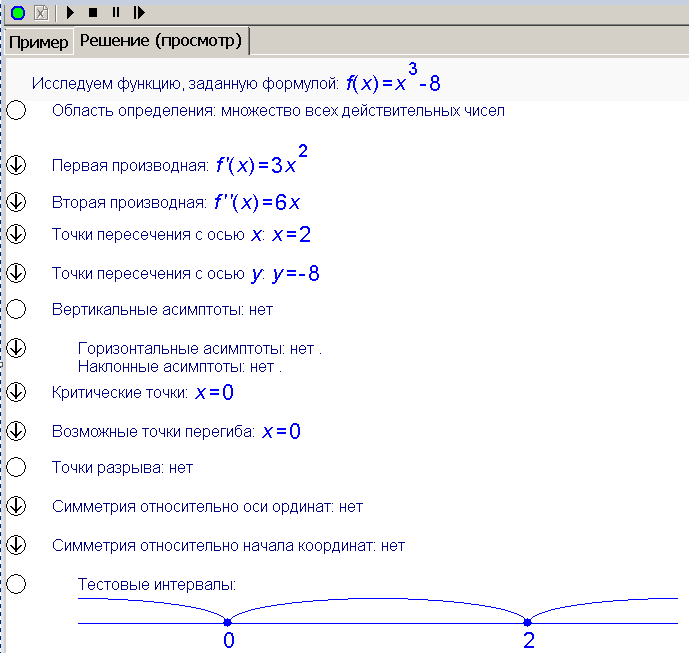 Пример Решение (просмотр)
Исследуем функцию, заданную формулой: f(x)=x³-8
Область определения: множество всех действительных чисел
Первая производная: f'(x)=3x²
Вторая производная: f''(x)=6x
Точки пересечения с осью x: x=2
Точки пересечения с осью y: y=-8
Вертикальные асимптоты: нет
Горизонтальные асимптоты: нет .
Наклонные асимптоты: нет .
Критические точки: x=0
Возможные точки перегиба: x=0
Точки разрыва: нет
Симметрия относительно оси ординат: нет
Симметрия относительно начала координат: нет
Тестовые интервалы:
0 2